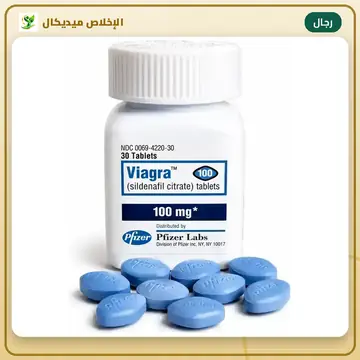 الإخلاص ميديكال
رجال
NDC 0069-4220-30
30 Tablets
Viagra™
100
(sildenafil citrate) tablets
100 mg*
Distributed by
Pfizer
Pfizer Labs
Division of Pfizer Inc, NY, NY 10017